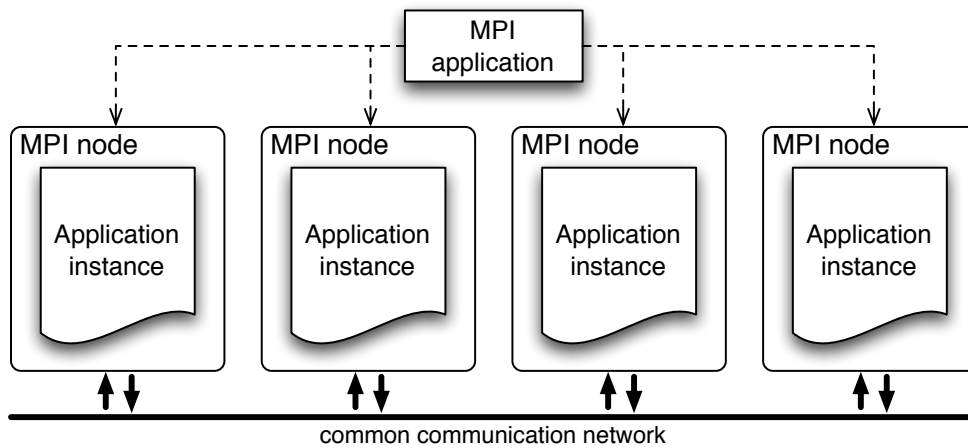 MPI
application
MPI node
Application
instance
MPI node
Application
instance
MPI node
Application
instance
MPI node
Application
instance
common communication network